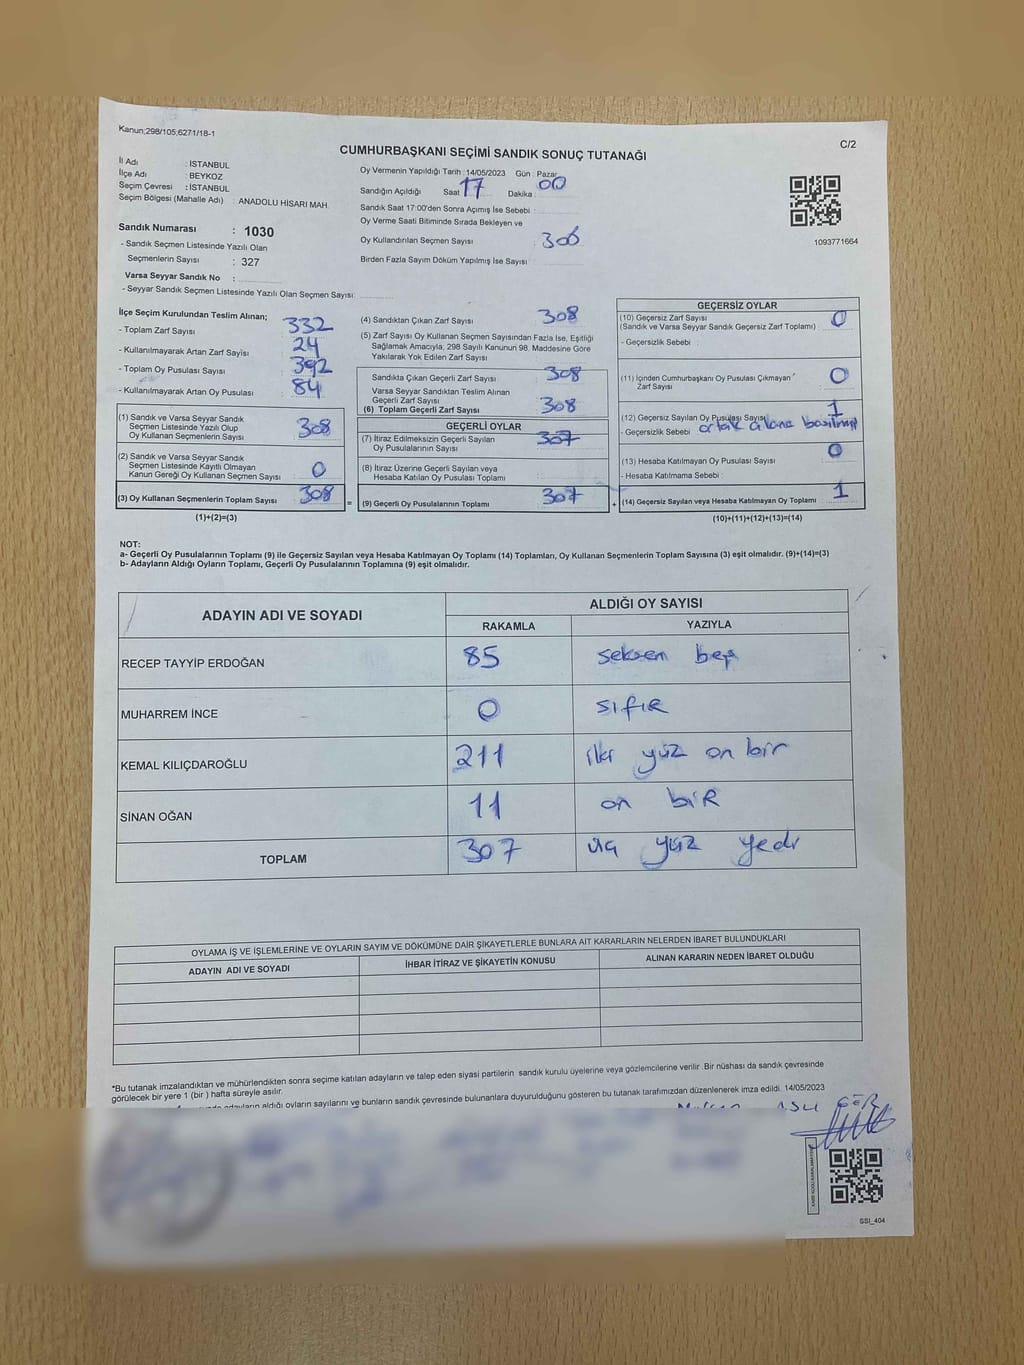 Kanun;298/105,6271/18-1
C/2
CUMHURBAŞKANI SEÇİMİ SANDIK SONUÇ TUTANAĞI
İl Adı : İSTANBUL
İlçe Adı : BEYKOZ
Seçim Çevresi : İSTANBUL
Seçim Bölgesi (Mahalle Adı) : ANADOLU HİSARI MAH.
Sandık Numarası : 1030
- Sandık Seçmen Listesinde Yazılı Olan
Seçmenlerin Sayısı : 327
Varsa Seyyar Sandık No :
- Seyyar Sandık Seçmen Listesinde Yazılı Olan Seçmen Sayısı:
Oy Vermenin Yapıldığı Tarih :14/05/2023 Gün : Pazar
Sandığın Açıldığı Saat 17 Dakika : 00
Sandık Saat 17:00'den Sonra Açımış İse Sebebi :
Oy Verme Saati Bitiminde Sırada Bekleyen ve
Oy Kullandırılan Seçmen Sayısı
Birden Fazla Sayım Döküm Yapılmış İse Sayısı :
1093771664
İlçe Seçim Kurulundan Teslim Alınan;
- Toplam Zarf Sayısı : 332
- Kullanılmayarak Artan Zarf Sayısı : 24
- Toplam Oy Pusulası Sayısı : 392
- Kullanılmayarak Artan Oy Pusulası : 84
(1) Sandık ve Varsa Seyyar Sandık
Seçmen Listesinde Yazılı Olup
Oy Kullanan Seçmenlerin Sayısı 308
(2) Sandık ve Varsa Seyyar Sandık
Seçmen Listesinde Kayıtlı Olmayan
Kanun Gereği Oy Kullanan Seçmen Sayısı 0
(3) Oy Kullanan Seçmenlerin Toplam Sayısı 308
(1)+(2)=(3)
=
(4) Sandıktan Çıkan Zarf Sayısı 308
(5) Zarf Sayısı Oy Kullanan Seçmen Sayısından Fazla İse, Eşitliği
Sağlamak Amacıyla, 298 Sayılı Kanunun 98. Maddesine Göre
Yakılarak Yok Edilen Zarf Sayısı
Sandıkta Çıkan Geçerli Zarf Sayısı 308
Varsa Seyyar Sandıktan Teslim Alınan
Geçerli Zarf Sayısı
(6) Toplam Geçerli Zarf Sayısı 308
GEÇERLİ OYLAR
(7) İtiraz Edilmeksizin Geçerli Sayılan
Oy Pusulasının Sayısı 307
(8) İtiraz Üzerine Geçerli Sayılan veya
Hesaba Katılan Oy Pusulası Toplamı
(9) Geçerli Oy Pusulalarının Toplamı 307
+
GEÇERSİZ OYLAR
(10) Geçersiz Zarf Sayısı
(Sandık ve Varsa Seyyar Sandık Geçersiz Zarf Toplamı) 0
- Geçersizlik Sebebi :
(11) İçinden Cumhurbaşkanı Oy Pusulası Çıkmayan
Zarf Sayısı 0
(12) Geçersiz Sayılan Oy Pusulası Sayısı 1
- Geçersizlik Sebebi ortak alana basılmış
(13) Hesaba Katılmayan Oy Pusulası Sayısı 0
- Hesaba Katılmama Sebebi :
(14) Geçersiz Sayılan veya Hesaba Katılmayan Oy Toplamı 1
(10)+(11)+(12)+(13)=(14)
NOT:
a- Geçerli Oy Pusulalarının Toplamı (9) ile Geçersiz Sayılan veya Hesaba Katılmayan Oy Toplamı (14) Toplamları, Oy Kullanan Seçmenlerin Toplam Sayısına (3) eşit olmalıdır. (9)+(14)=(3)
b- Adayların Aldığı Oyların Toplamı, Geçerli Oy Pusulalarının Toplamına (9) eşit olmalıdır.
ADAYIN ADI VE SOYADI ALDIĞI OY SAYISI
RAKAMLA YAZIYLA
RECEP TAYYİP ERDOĞAN 85 seksen beş
MUHARREM İNCE 0 sıfır
KEMAL KILIÇDAROĞLU 211 iki yüz on bir
SİNAN OĞAN 11 on bir
TOPLAM 307 üç yüz yedi
OYLAMA İŞ VE İŞLEMLERİNE VE OYLARIN SAYIM VE DÖKÜMÜNE DAİR ŞİKAYETLERLE BUNLARA AİT KARARLARIN NELERDEN İBARET BULUNDUKLARI
ADAYIN ADI VE SOYADI İHBAR İTİRAZ VE ŞİKAYETİN KONUSU ALINAN KARARIN NEDEN İBARET OLDUĞU
*Bu tutanak imzalandıktan ve mühürlendikten sonra seçime katılan adayların ve talep eden siyasi partilerin sandık kurulu üyelerine veya gözlemcilerine verilir. Bir nüshası da sandık çevresinde
görülecek bir yere 1 (bir ) hafta süreyle asılır.
adayların aldığı oyların sayılarını ve bunların sandık çevresinde bulunanlara duyurulduğunu gösteren bu tutanak tarafımızdan düzenlenerek imza edildi. 14/05/2023
SSI_404